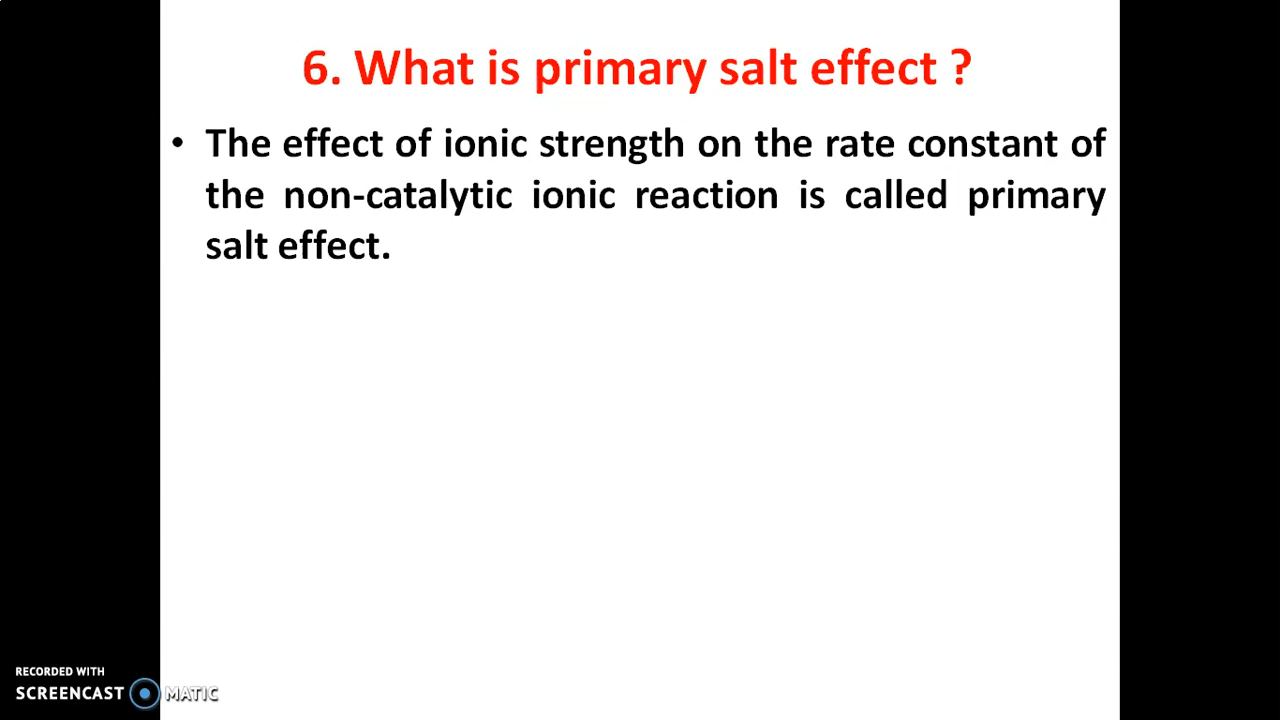 6. What is primary salt effect ?
• The effect of ionic strength on the rate constant of
the non-catalytic ionic reaction is called primary
salt effect.
RECORDED WITH
SCREENCAST MATIC